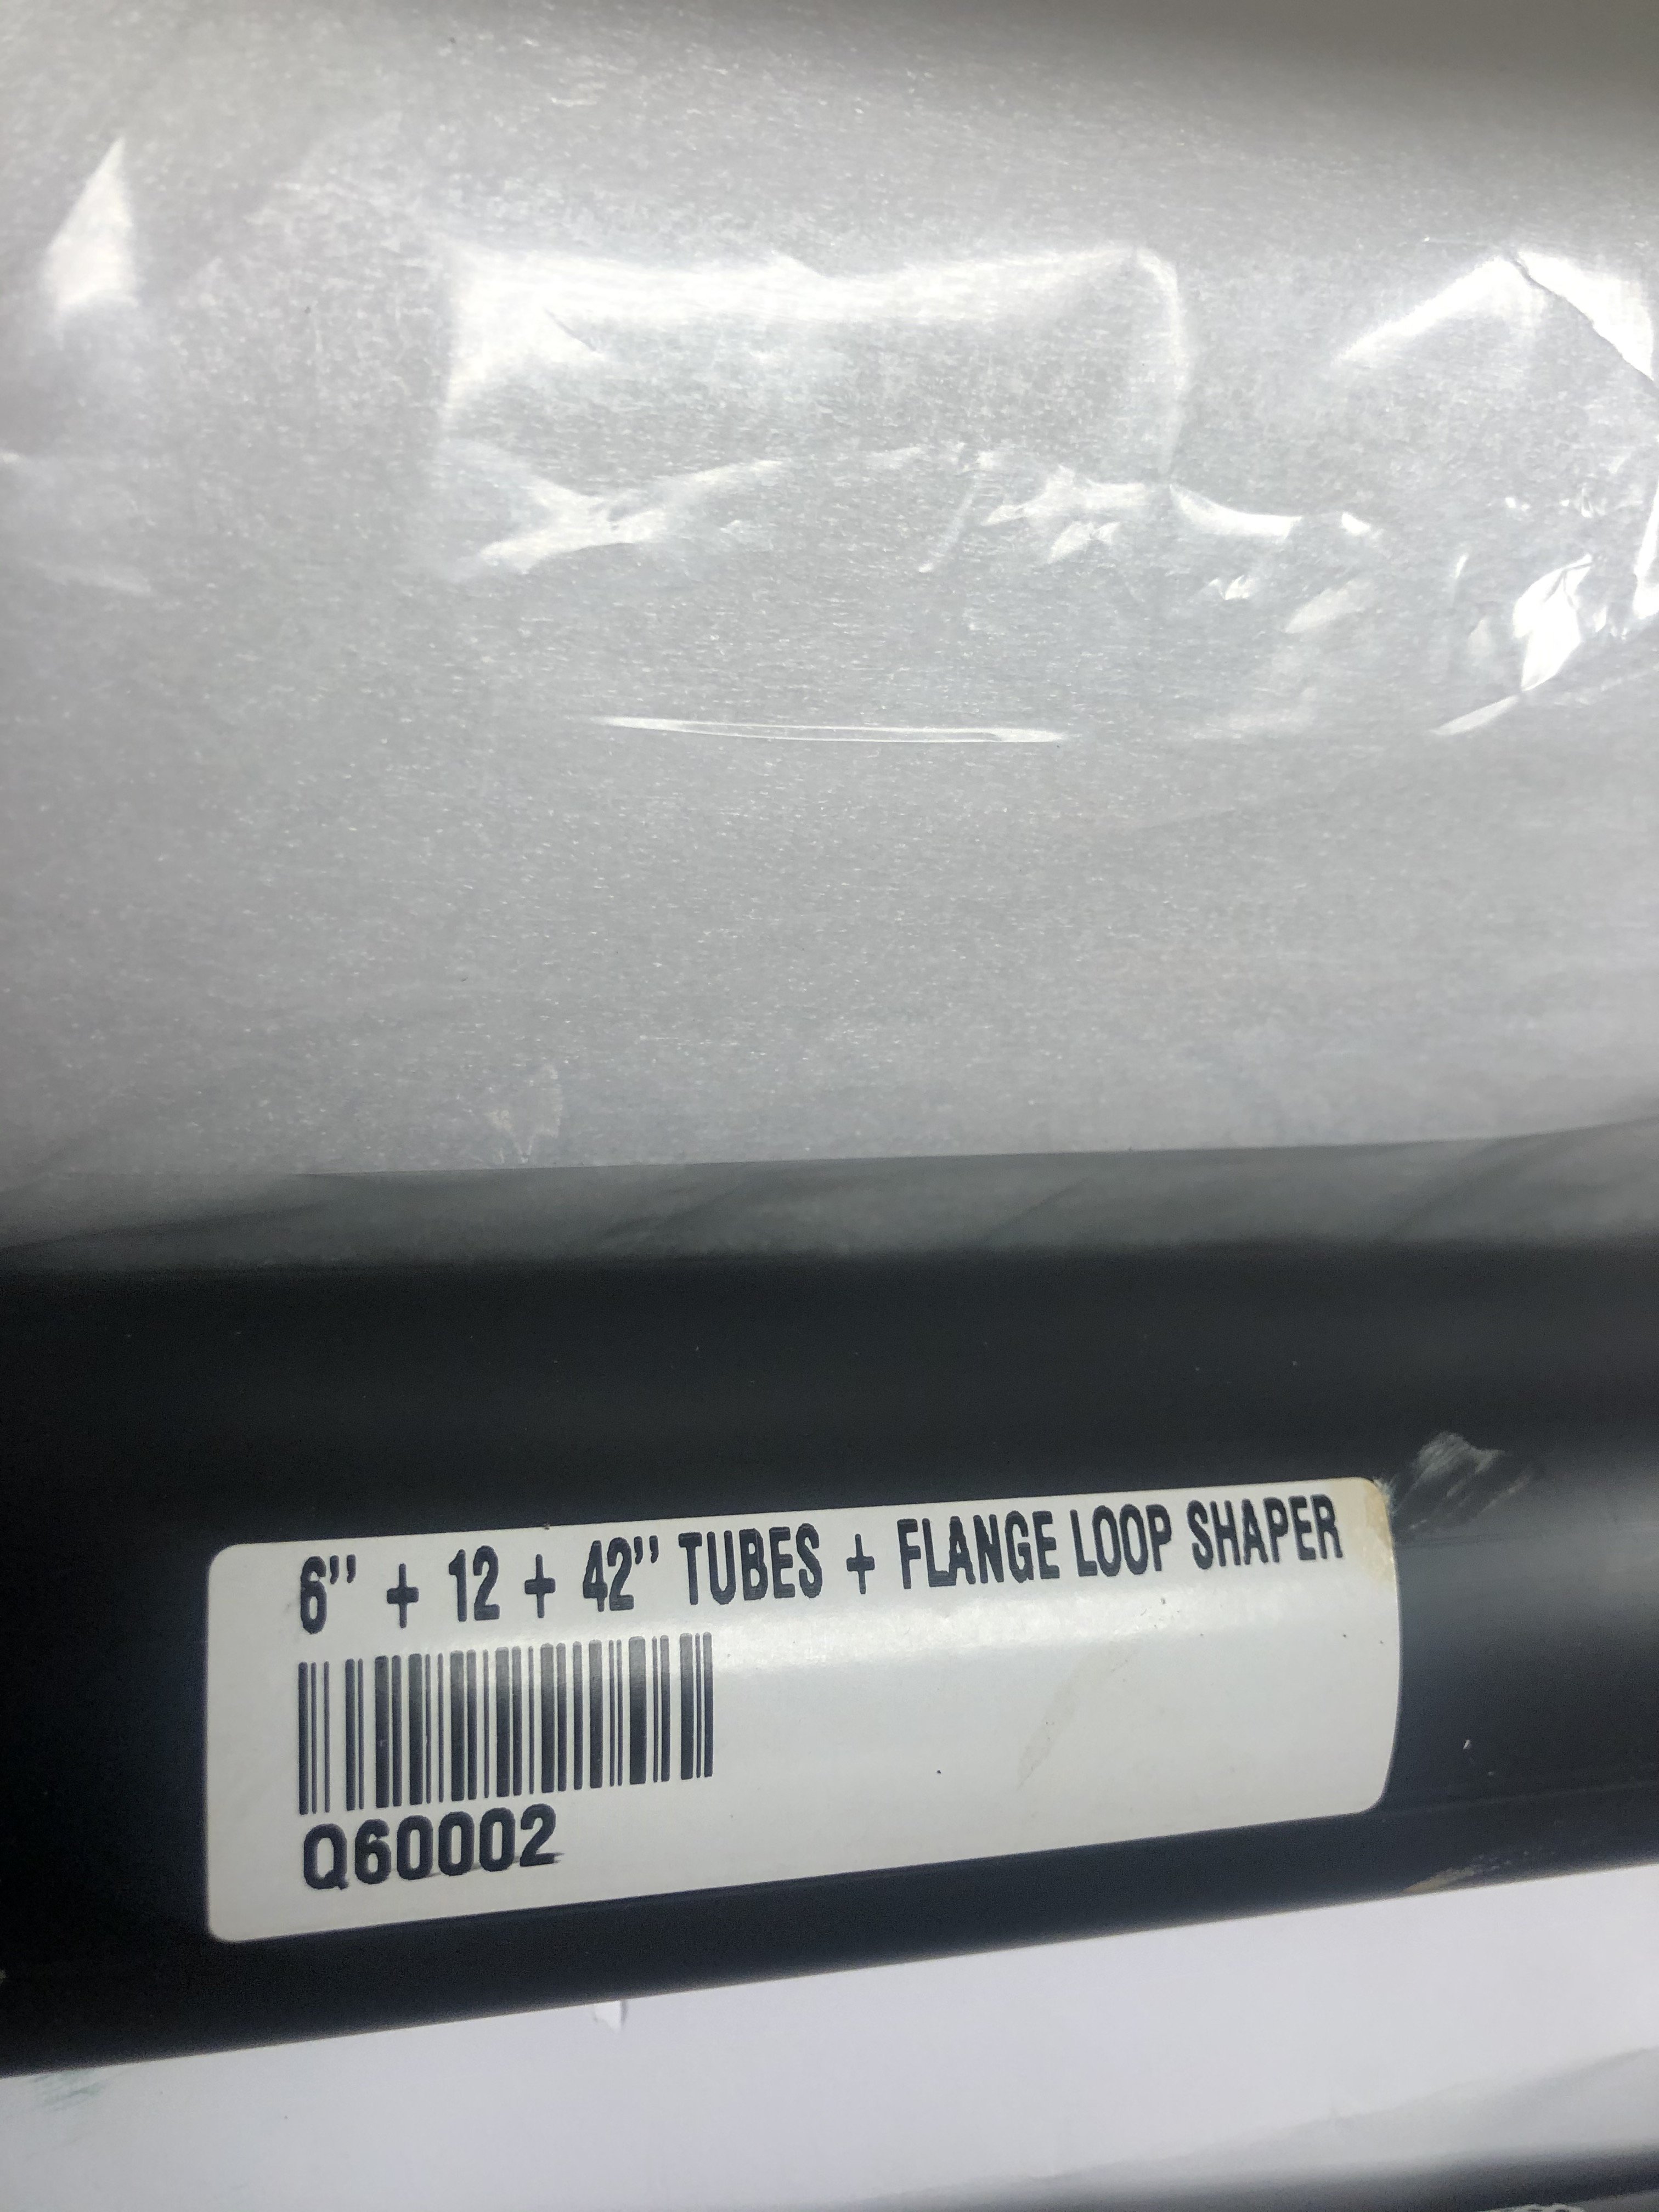 6" + 12 + 42" TUBES + FLANGE LOOP SHAPER
Q60002